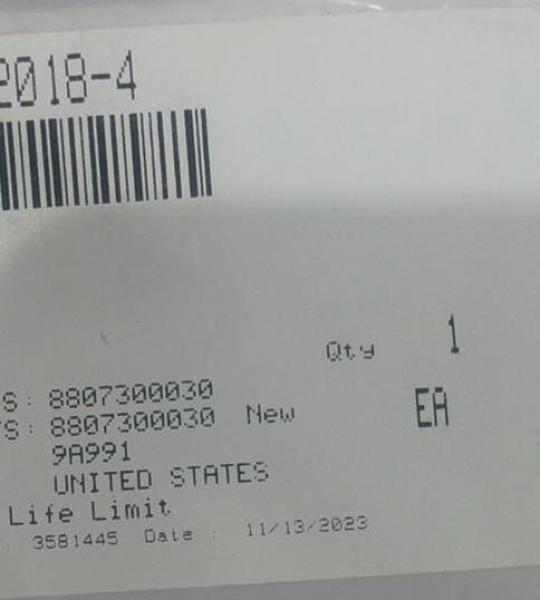 2018-4
Qty 1
S: 8807300030
S: 8807300030 New EA
9A991
UNITED STATES
Life Limit
: 3581445 Date : 11/13/2023